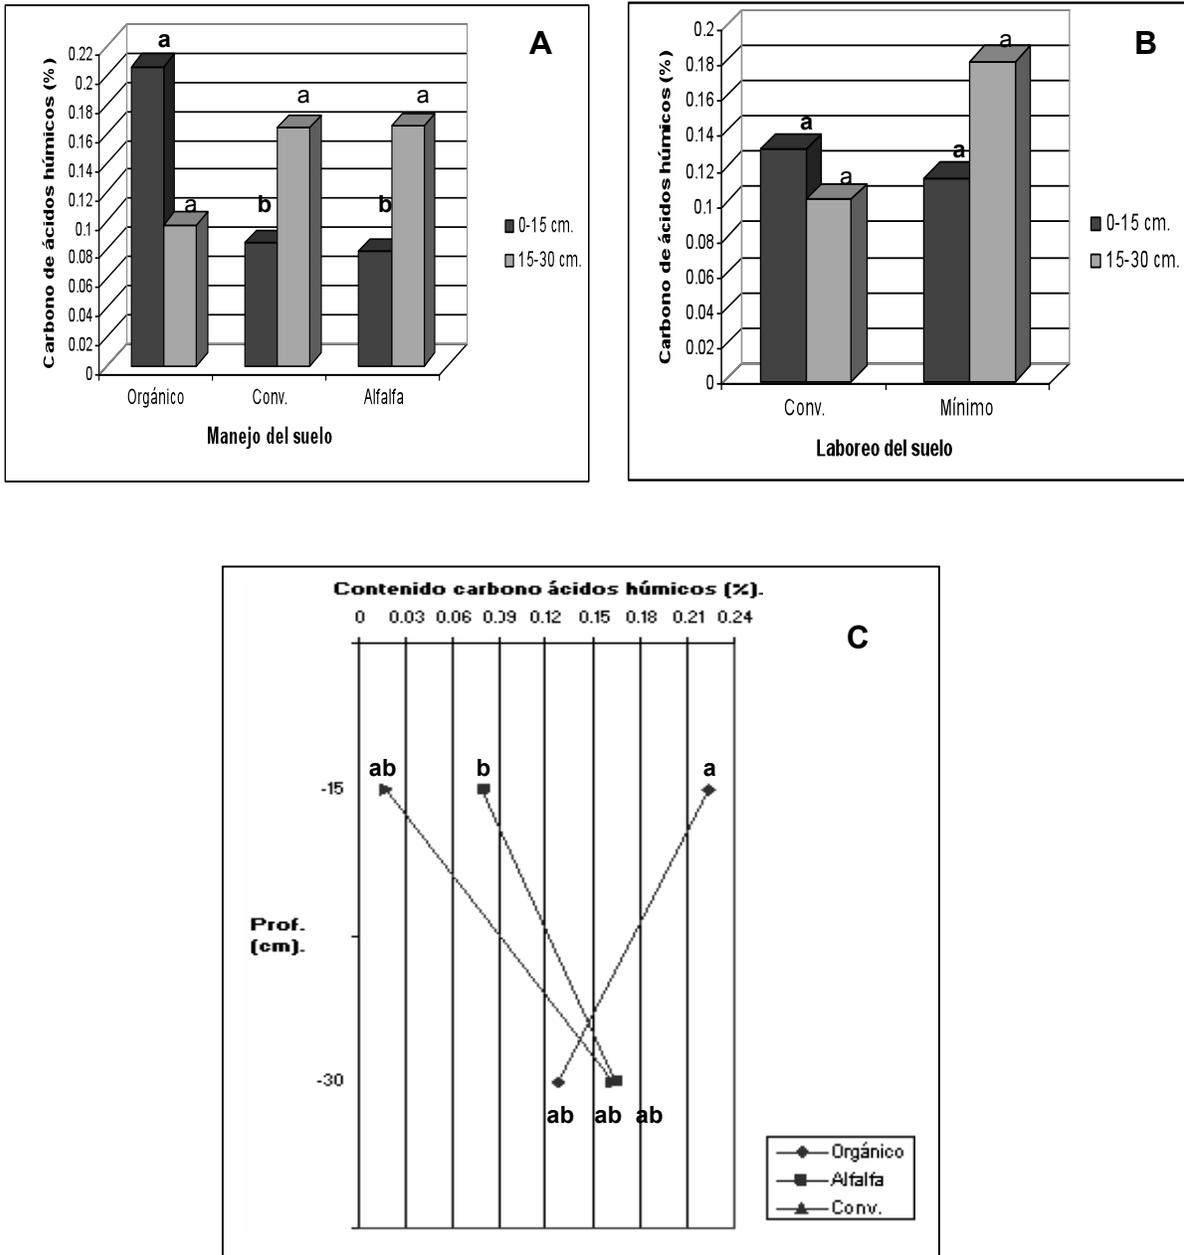 A
Carbono de ácidos húmicos (%)
0.22
0.2
0.18
0.16
0.14
0.12
0.1
0.08
0.06
0.04
0.02
0
a
a
b
a
b
a
Orgánico Conv. Alfalfa
Manejo del suelo
0-15 cm.
15-30 cm.
B
Carbono de ácidos húmicos (%)
0.2
0.18
0.16
0.14
0.12
0.1
0.08
0.06
0.04
0.02
0
a
a
a
a
Conv. Mínimo
Laboreo del suelo
0-15 cm.
15-30 cm.
Contenido carbono ácidos húmicos (%).
0 0.03 0.06 0.09 0.12 0.15 0.18 0.21 0.24
C
ab b a
-15
Prof.
(cm).
-30
ab ab ab
Orgánico
Alfalfa
Conv.